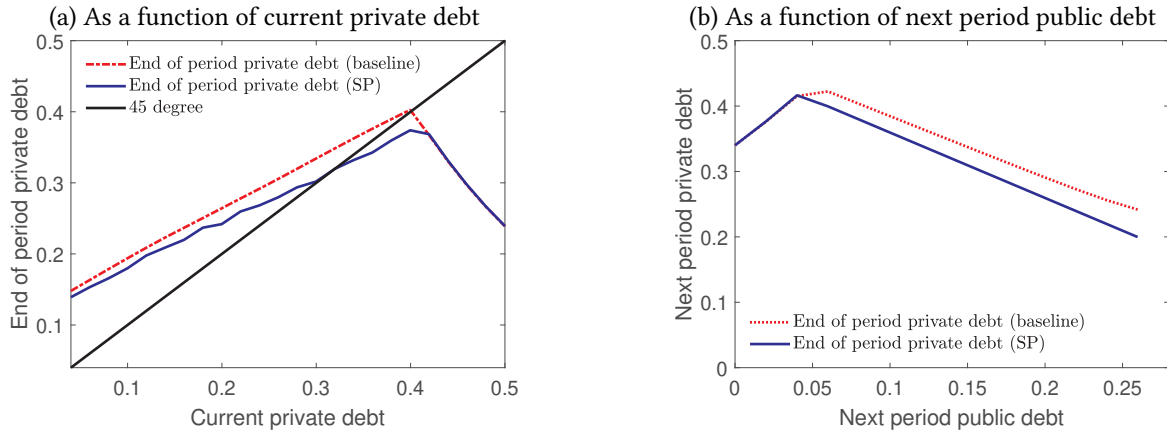 (a) As a function of current private debt
0.5
0.4
0.3
0.2
0.1
End of period private debt
End of period private debt (baseline)
End of period private debt (SP)
45 degree
0.1
0.2
0.3
0.4
0.5
Current private debt
(b) As a function of next period public debt
0.5
0.4
0.3
0.2
0.1
0
Next period private debt
End of period private debt (baseline)
End of period private debt (SP)
0
0.05
0.1
0.15
0.2
0.25
Next period public debt